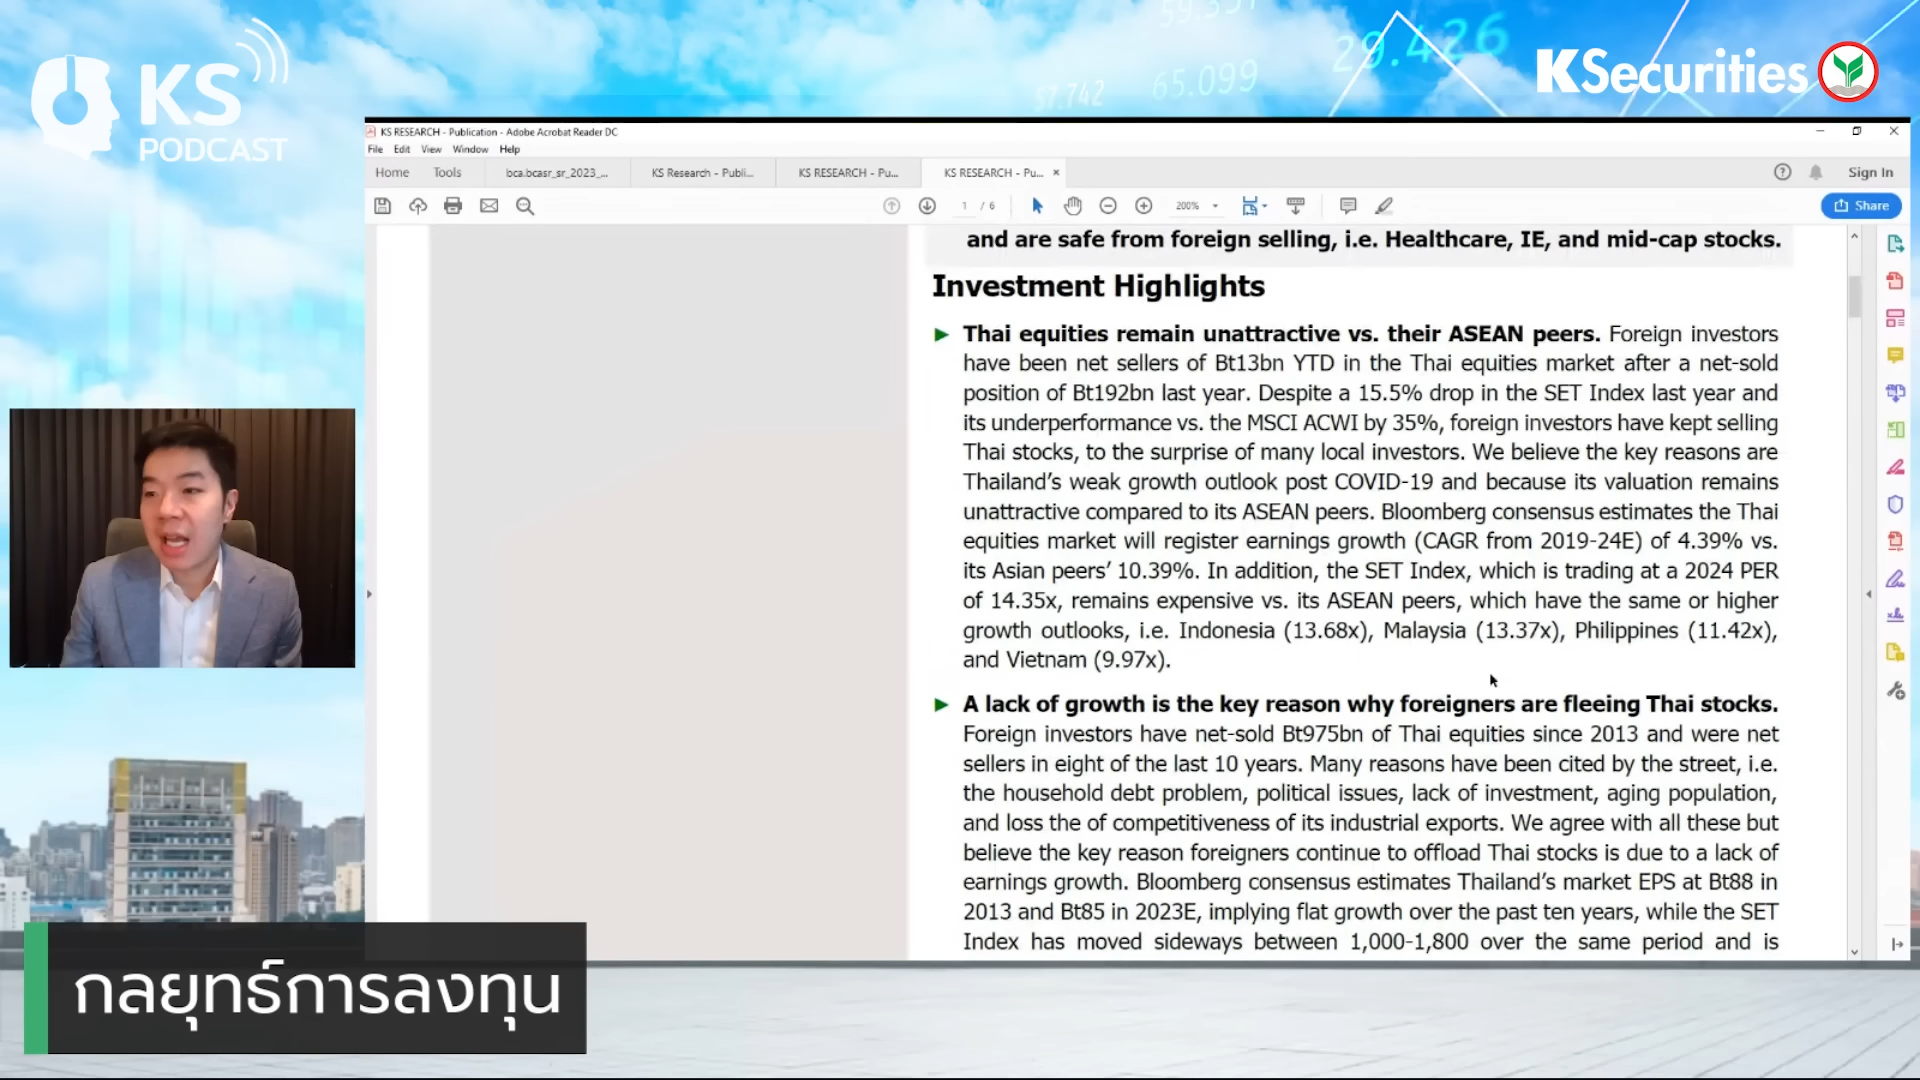 59.357
29.426
$7.742
65.099
KS
PODCAST
KSecurities
KS RESEARCH - Publication - Adobe Acrobat Reader DC
File Edit View Window Help
Home Tools bca.bcasr_sr_2023_... KS Research - Publi... KS RESEARCH - Pu... KS RESEARCH - Pu... × Sign In
1 / 6 200% Share
and are safe from foreign selling, i.e. Healthcare, IE, and mid-cap stocks.
Investment Highlights
Thai equities remain unattractive vs. their ASEAN peers. Foreign investors
have been net sellers of Bt13bn YTD in the Thai equities market after a net-sold
position of Bt192bn last year. Despite a 15.5% drop in the SET Index last year and
its underperformance vs. the MSCI ACWI by 35%, foreign investors have kept selling
Thai stocks, to the surprise of many local investors. We believe the key reasons are
Thailand's weak growth outlook post COVID-19 and because its valuation remains
unattractive compared to its ASEAN peers. Bloomberg consensus estimates the Thai
equities market will register earnings growth (CAGR from 2019-24E) of 4.39% vs.
its Asian peers' 10.39%. In addition, the SET Index, which is trading at a 2024 PER
of 14.35x, remains expensive vs. its ASEAN peers, which have the same or higher
growth outlooks, i.e. Indonesia (13.68x), Malaysia (13.37x), Philippines (11.42x),
and Vietnam (9.97x).
A lack of growth is the key reason why foreigners are fleeing Thai stocks.
Foreign investors have net-sold Bt975bn of Thai equities since 2013 and were net
sellers in eight of the last 10 years. Many reasons have been cited by the street, i.e.
the household debt problem, political issues, lack of investment, aging population,
and loss the of competitiveness of its industrial exports. We agree with all these but
believe the key reason foreigners continue to offload Thai stocks is due to a lack of
earnings growth. Bloomberg consensus estimates Thailand's market EPS at Bt88 in
2013 and Bt85 in 2023E, implying flat growth over the past ten years, while the SET
Index has moved sideways between 1,000-1,800 over the same period and is
กลยุทธ์การลงทุน